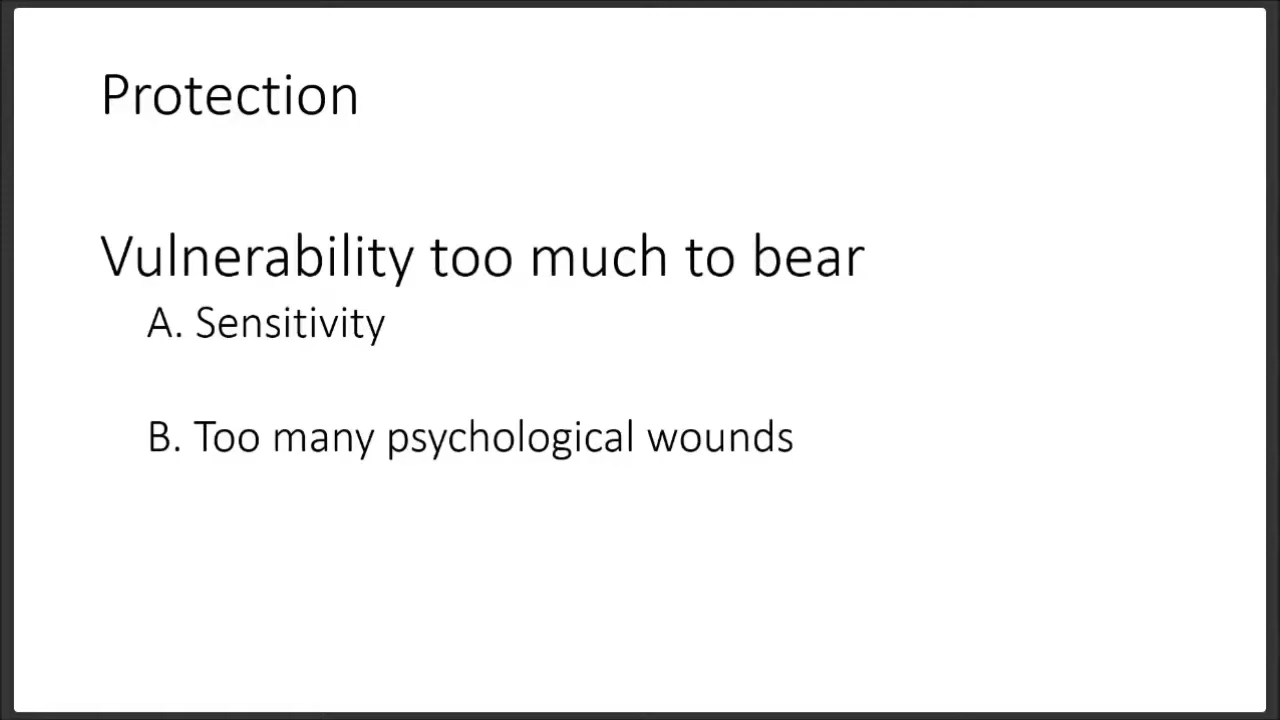 Protection
Vulnerability too much to bear
A. Sensitivity
B. Too many psychological wounds